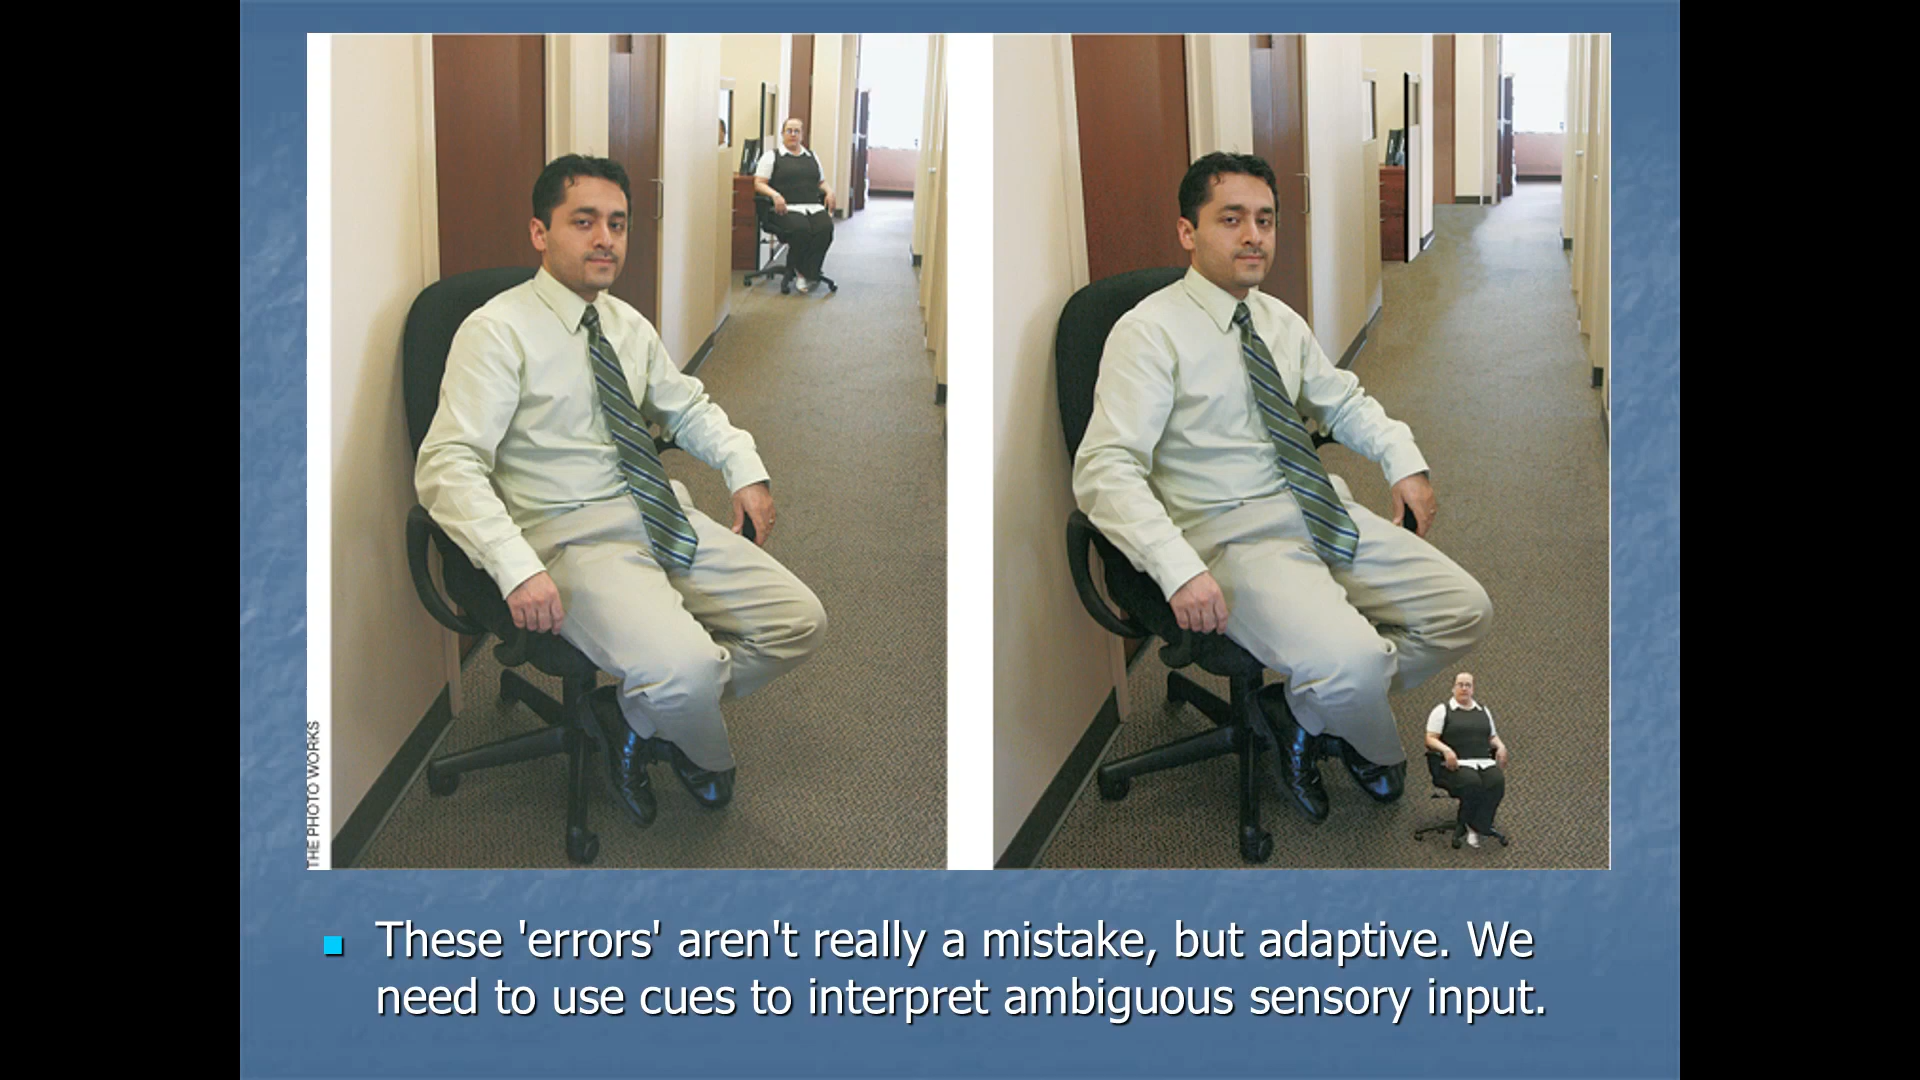 THE PHOTO WORKS
These 'errors' aren't really a mistake, but adaptive. We
need to use cues to interpret ambiguous sensory input.